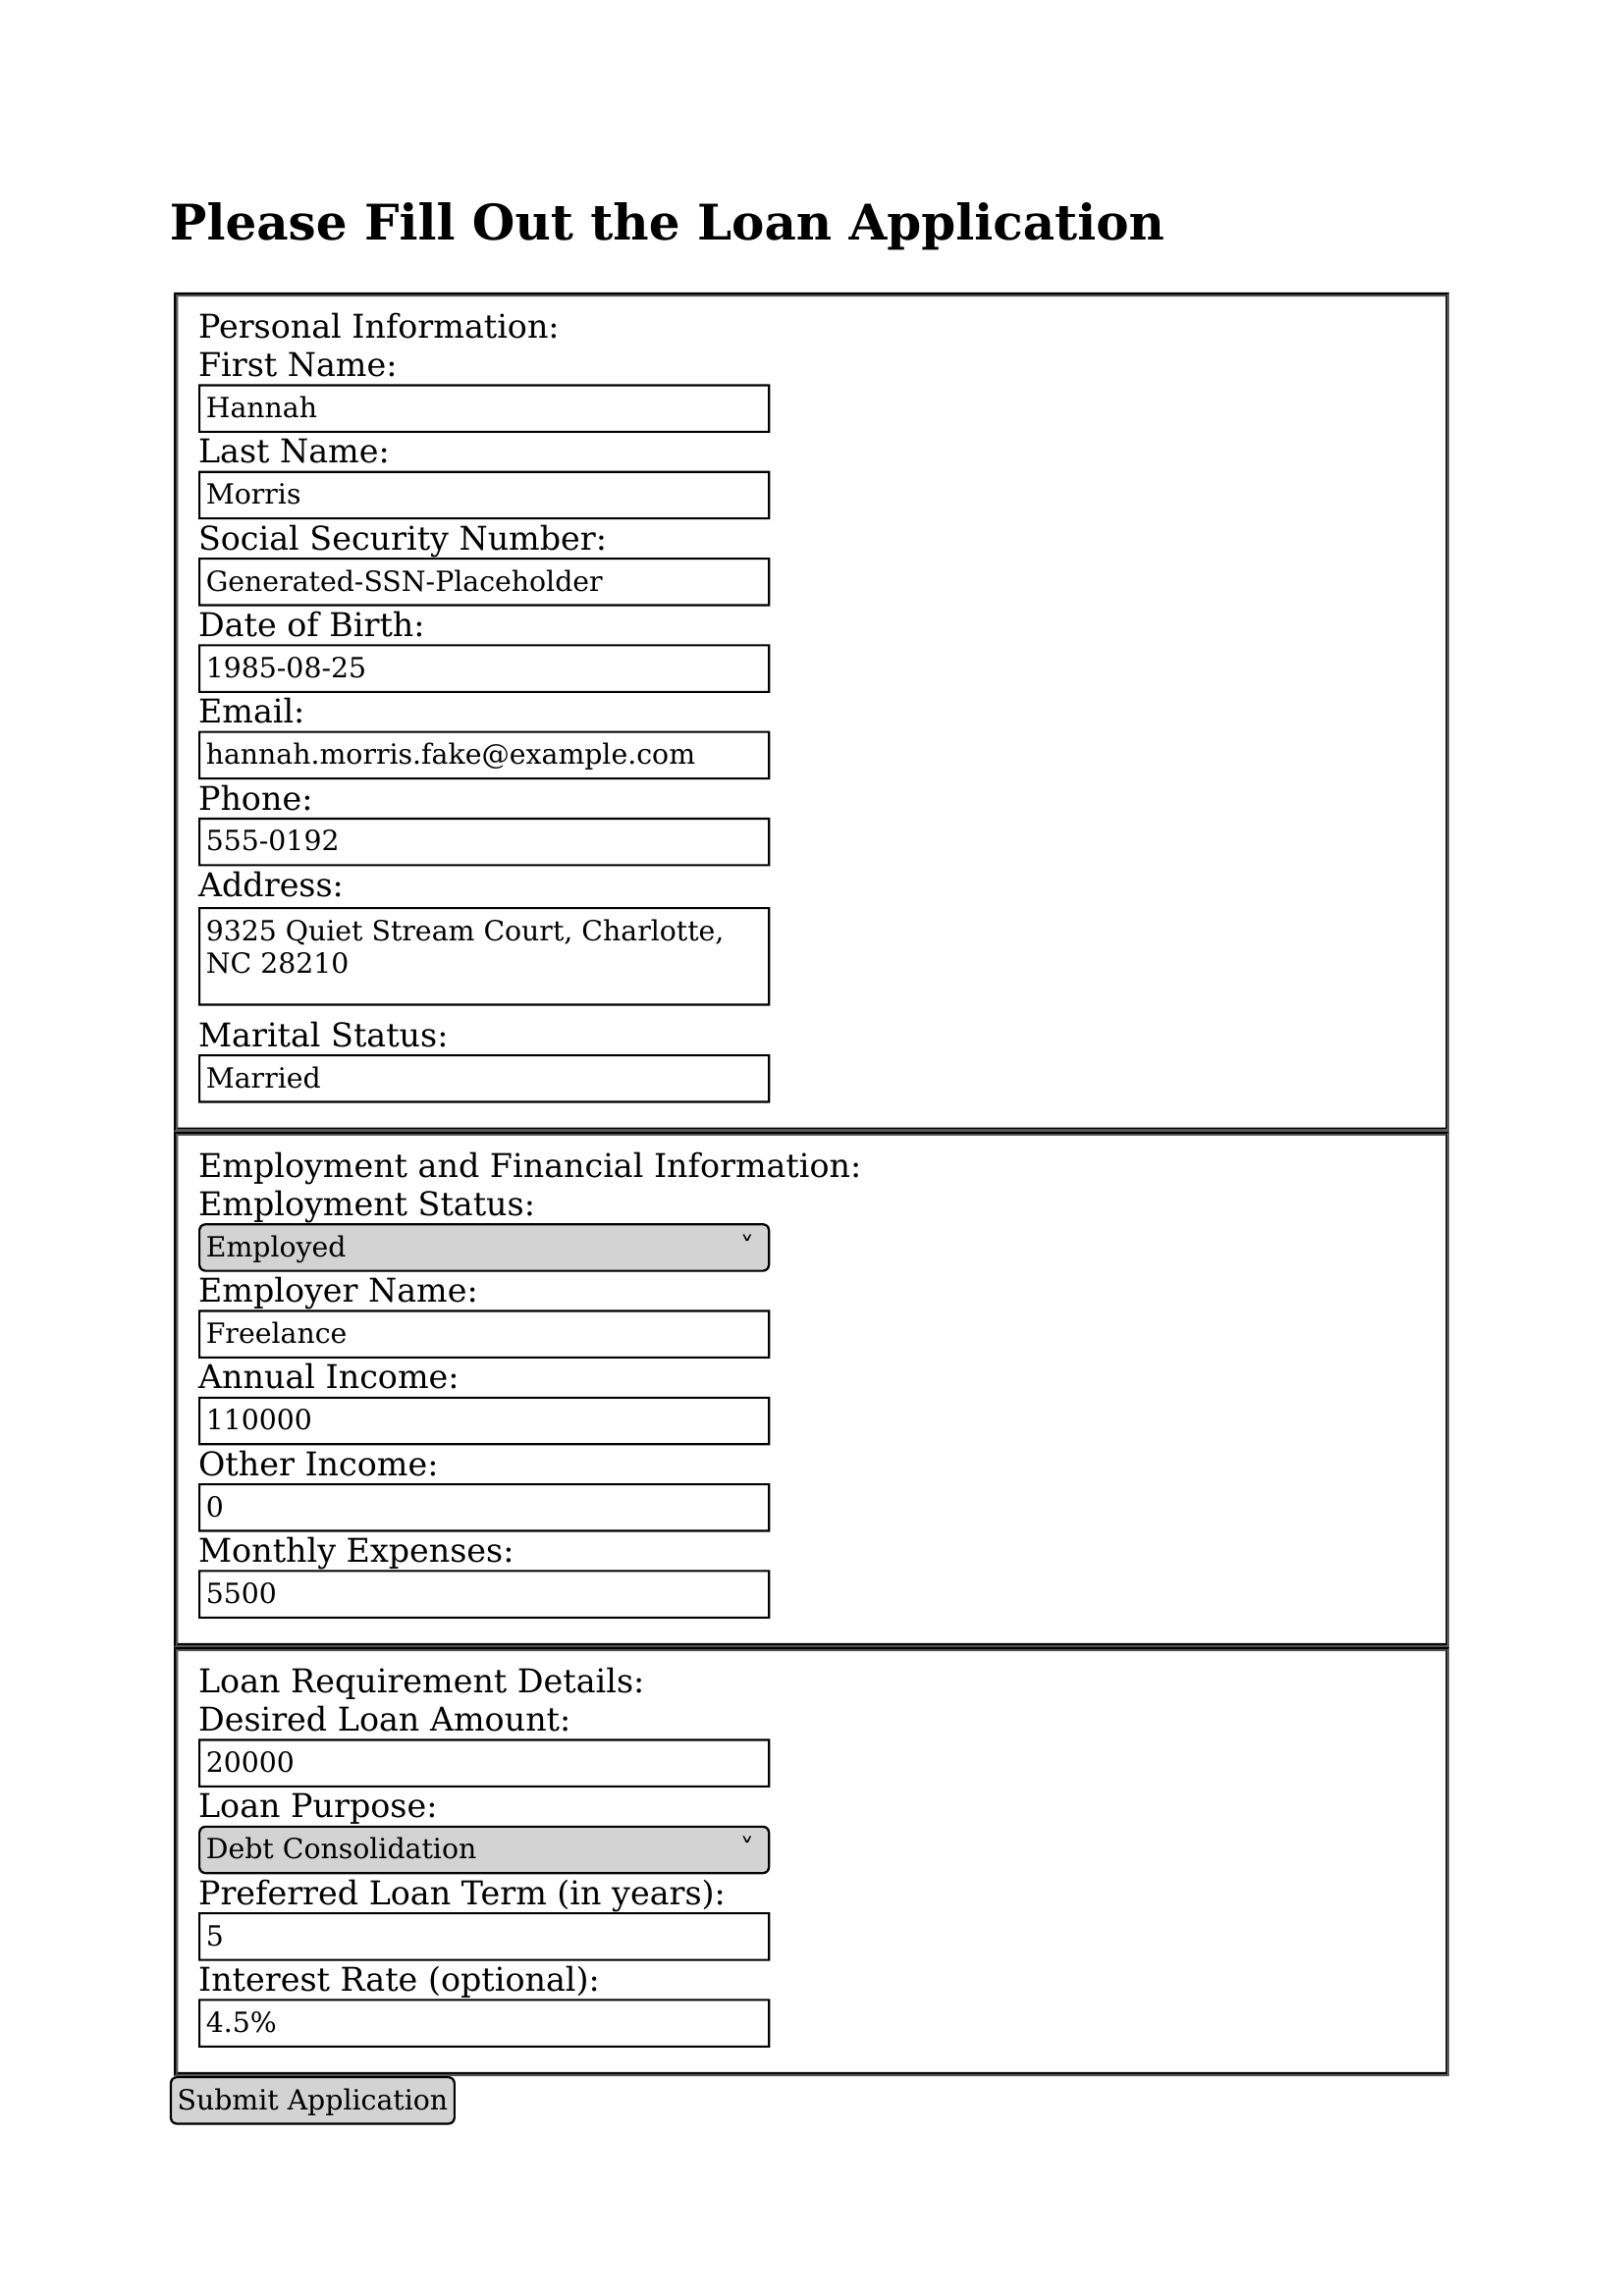 Please Fill Out the Loan Application
Personal Information:
First Name:
Hannah
Last Name:
Morris
Social Security Number:
Generated-SSN-Placeholder
Date of Birth:
1985-08-25
Email:
hannah.morris.fake@example.com
Phone:
555-0192
Address:
9325 Quiet Stream Court, Charlotte,
NC 28210
Marital Status:
Married
Employment and Financial Information:
Employment Status:
Employed
Employer Name:
Freelance
Annual Income:
110000
Other Income:
0
Monthly Expenses:
5500
Loan Requirement Details:
Desired Loan Amount:
20000
Loan Purpose:
Debt Consolidation
Preferred Loan Term (in years):
5
Interest Rate (optional):
4.5%
Submit Application